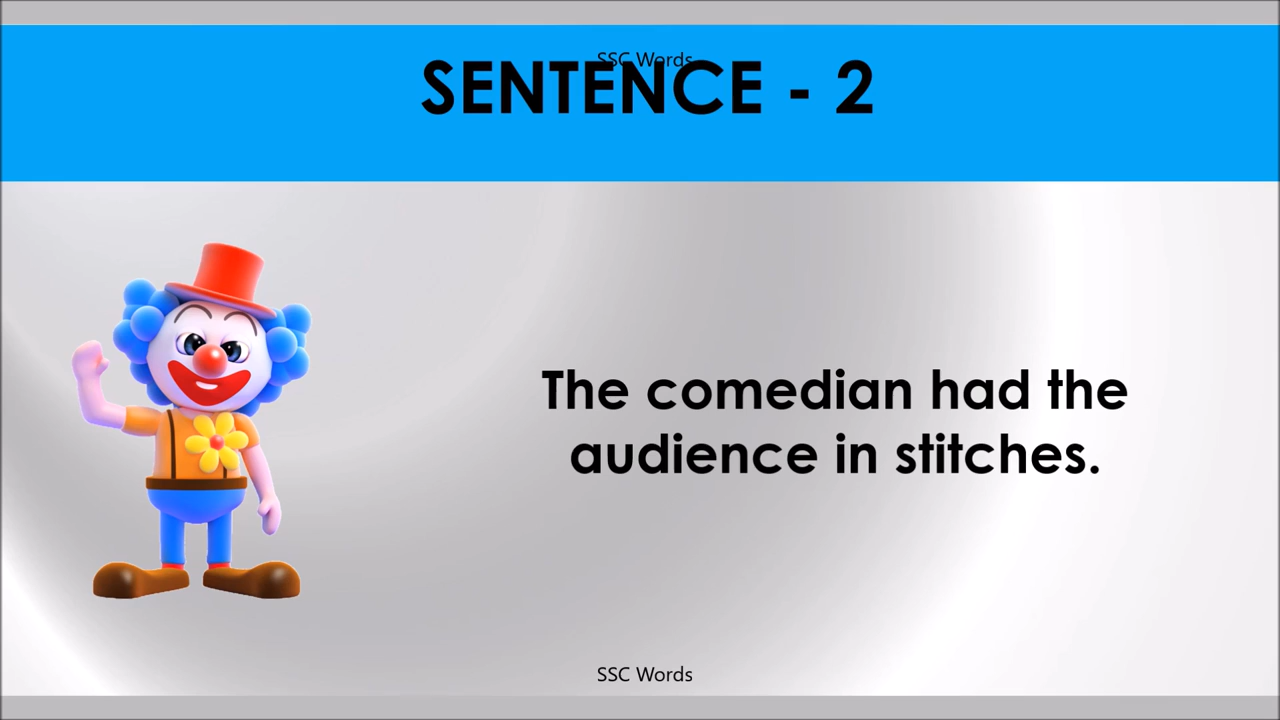 SSC Words
SENTENCE - 2
The comedian had the
audience in stitches.
SSC Words